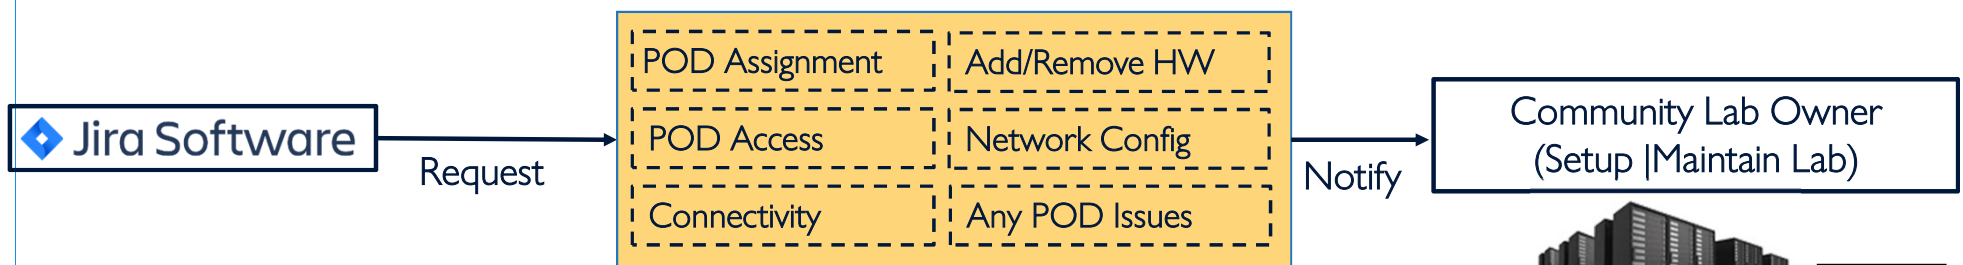 Jira Software
Request
POD Assignment
Add/Remove HW
POD Access
Network Config
Connectivity
Any POD Issues
Notify
Community Lab Owner
(Setup |Maintain Lab)